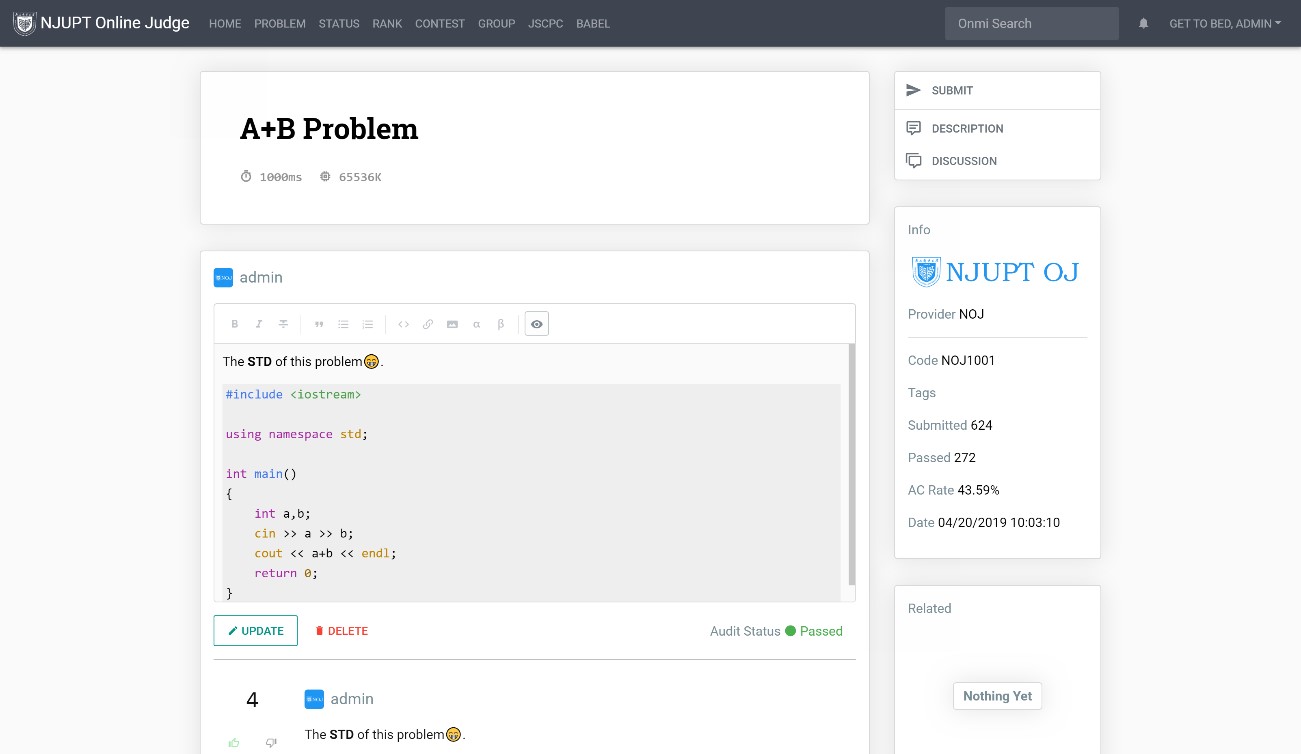 NJUPT Online Judge HOME PROBLEM STATUS RANK CONTEST GROUP JSCPC BABEL Onmi Search GET TO BED, ADMIN
A+B Problem
1000ms 65536K
admin
B I T ❞ <> α β
The STD of this problem😁.
#include <iostream>
using namespace std;
int main()
{
    int a,b;
    cin >> a >> b;
    cout << a+b << endl;
    return 0;
}
UPDATE DELETE Audit Status Passed
4 admin
The STD of this problem😁.
SUBMIT
DESCRIPTION
DISCUSSION
Info
NJUPT OJ
Provider NOJ
Code NOJ1001
Tags
Submitted 624
Passed 272
AC Rate 43.59%
Date 04/20/2019 10:03:10
Related
Nothing Yet